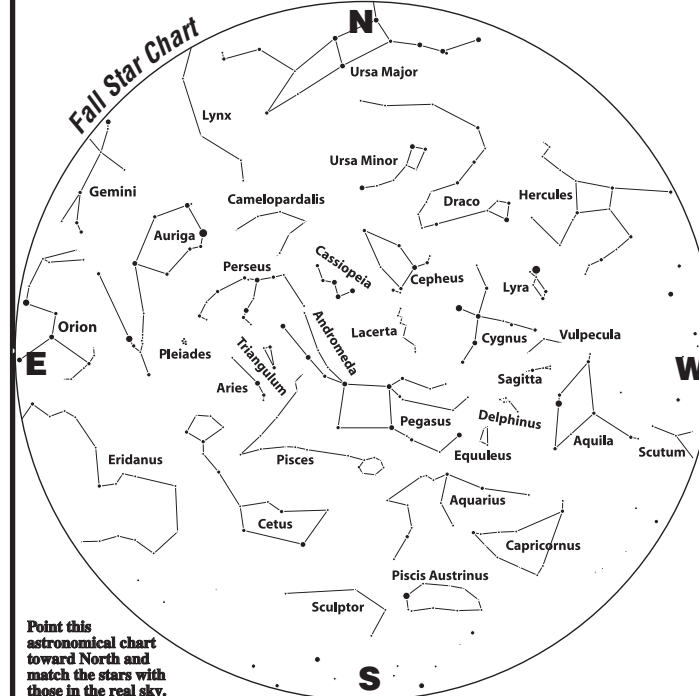 Fall Star Chart
N
Ursa Major
Lynx
Ursa Minor
Gemini
Camelopardalis
Draco
Hercules
Auriga
Cassiopeia
Perseus
Cepheus
Lyra
Orion
Andromeda
Lacerta
Cygnus
Vulpecula
Pleiades
Triangulum
E
W
Aries
Sagitta
Pegasus
Delphinus
Aquila
Scutum
Equuleus
Eridanus
Pisces
Aquarius
Cetus
Capricornus
Piscis Austrinus
Sculptor
Point this
astronomical chart
toward North and
match the stars with
those in the real sky.
S